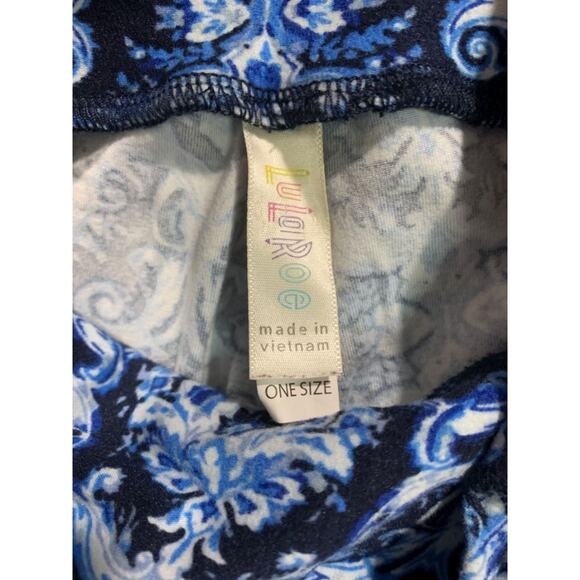 LuLaRoe
made in
vietnam
ONE SIZE